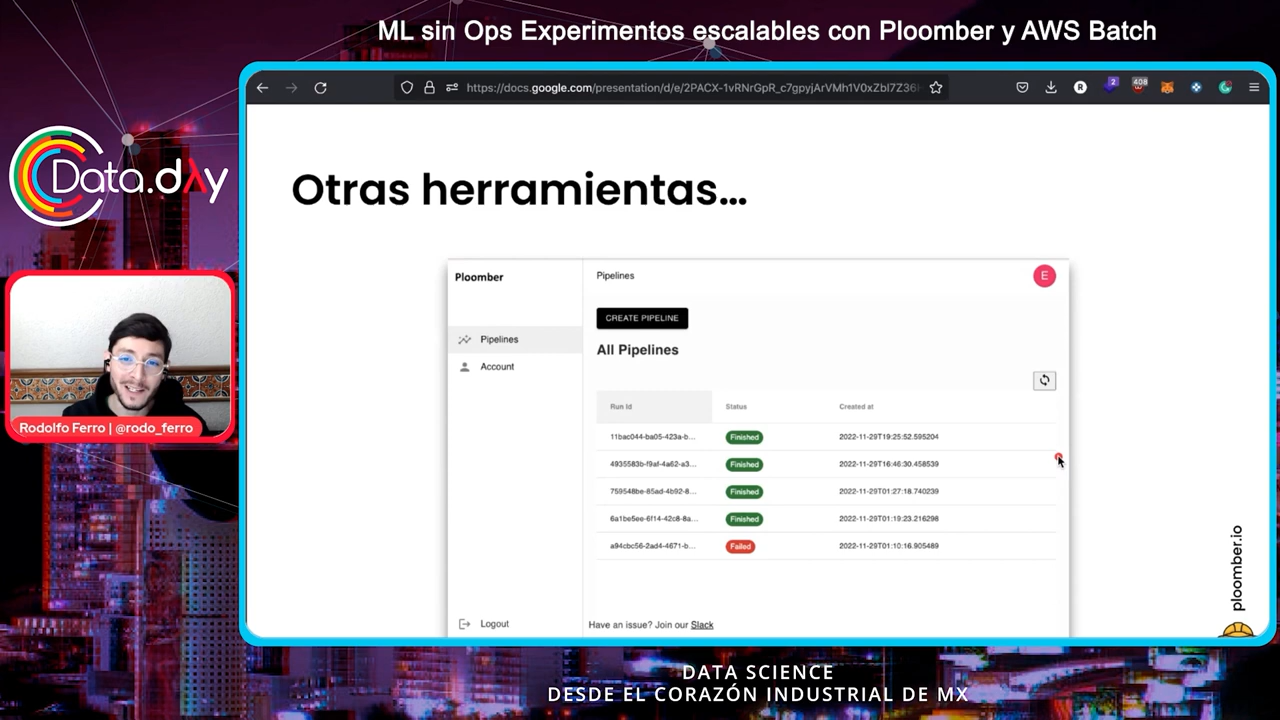 ML sin Ops Experimentos escalables con Ploomber y AWS Batch
https://docs.google.com/presentation/d/e/2PACX-1vRNrGpR_c7gpyjArVMh1V0xZbI7Z36
R
2
408
Data.dλy
Otras herramientas...
Ploomber
Pipelines
E
CREATE PIPELINE
Pipelines
All Pipelines
Account
Run Id Status Created at
11bac044-ba05-423a-b... Finished 2022-11-29T19:25:52.595204
4935583b-f9af-4a62-a3... Finished 2022-11-29T16:46:30.458539
759548be-85ad-4b92-8... Finished 2022-11-29T01:27:18.740239
6a1be5ee-6f14-42c8-8a... Finished 2022-11-29T01:19:23.216298
a94cbc56-2ad4-4671-b... Failed 2022-11-29T01:10:16.905489
Logout
Have an issue? Join our Slack
ploomber.io
Rodolfo Ferro | @rodo_ferro
DATA SCIENCE
DESDE EL CORAZÓN INDUSTRIAL DE MX